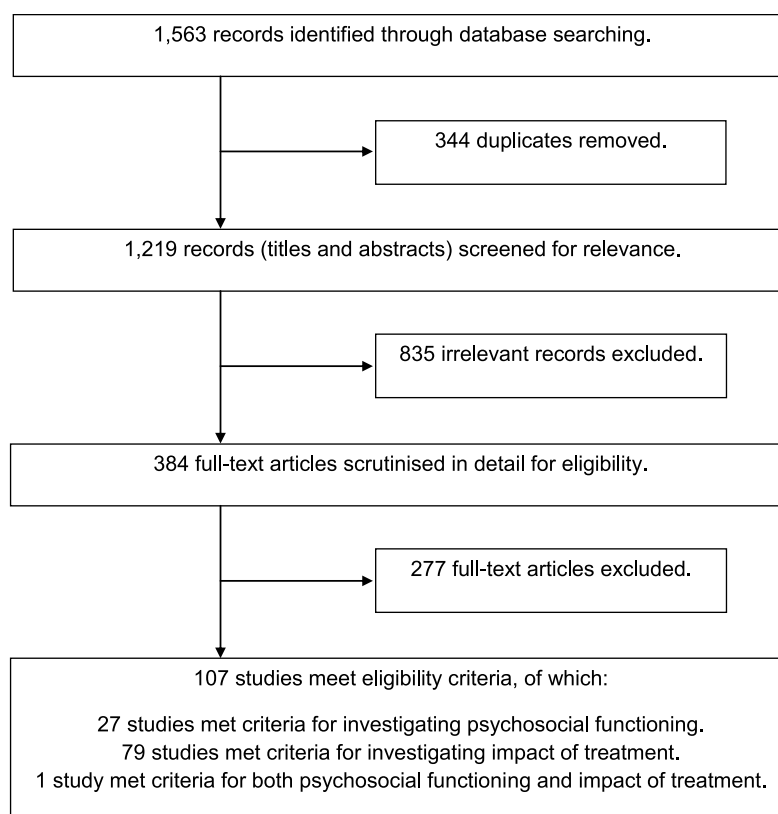 1,563 records identified through database searching.
344 duplicates removed.
1,219 records (titles and abstracts) screened for relevance.
835 irrelevant records excluded.
384 full-text articles scrutinised in detail for eligibility.
277 full-text articles excluded.
107 studies meet eligibility criteria, of which:
27 studies met criteria for investigating psychosocial functioning.
79 studies met criteria for investigating impact of treatment.
1 study met criteria for both psychosocial functioning and impact of treatment.